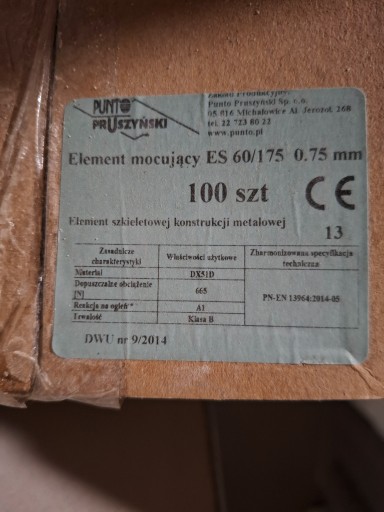 PUNTO
PRUSZYŃSKI
Zakład Produkcyjny:
Punto Pruszyński Sp. z o.o.
05-816 Michałowice Al. Jerozol. 268
tel. 22 723 80 22
www.punto.pl
Element mocujący ES 60/175 0.75 mm
100 szt
CE
Element szkieletowej konstrukcji metalowej
13
Zasadnicze charakterystyki
Właściwości użytkowe
Zharmonizowana specyfikacja techniczna
Materiał
DX51D
Dopuszczalne obciążenie [N]
665
PN-EN 13964:2014-05
Reakcja na ogień
A1
Trwałość
Klasa B
DWU nr 9/2014